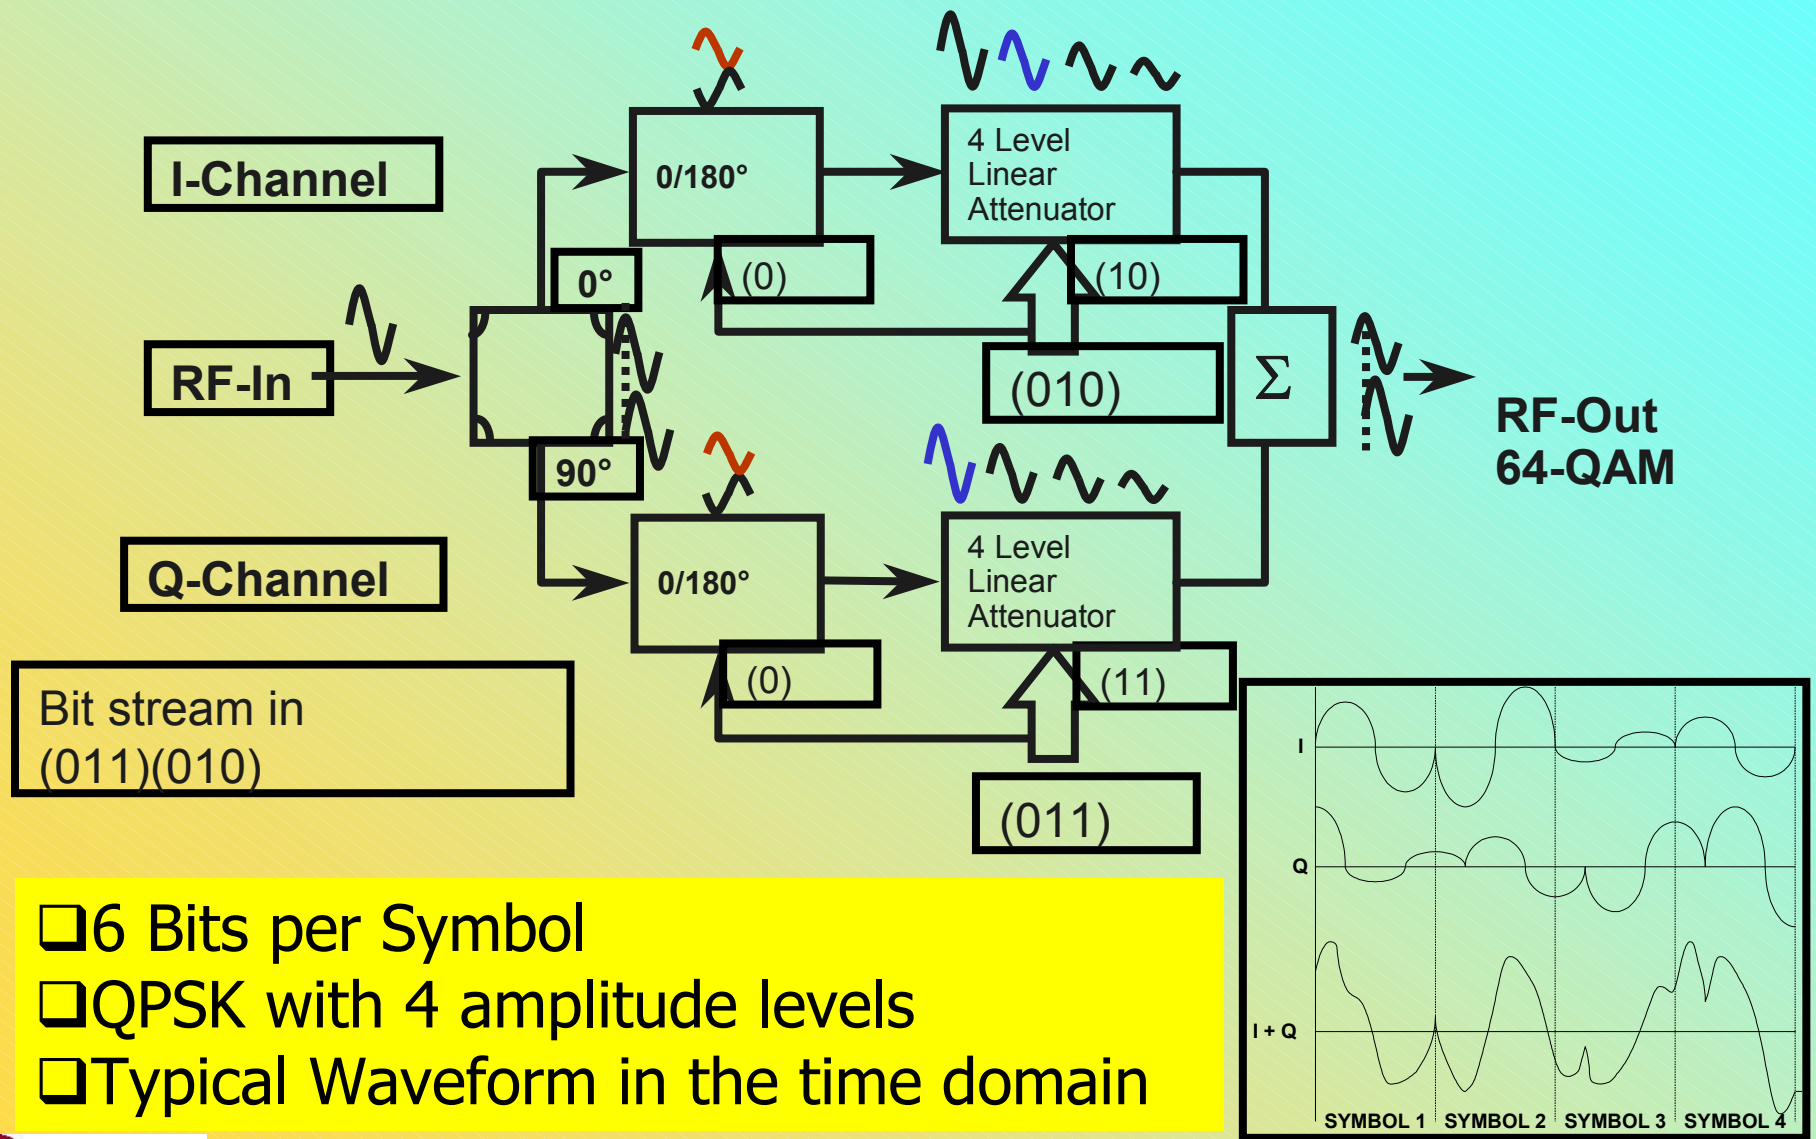 I-Channel
0/180°
4 Level
Linear
Attenuator
(0)
(10)
0°
RF-In
(010)
Σ
RF-Out
64-QAM
90°
Q-Channel
0/180°
4 Level
Linear
Attenuator
(0)
(11)
Bit stream in
(011)(010)
(011)
6 Bits per Symbol
QPSK with 4 amplitude levels
Typical Waveform in the time domain
I
Q
I + Q
SYMBOL 1 SYMBOL 2 SYMBOL 3 SYMBOL 4